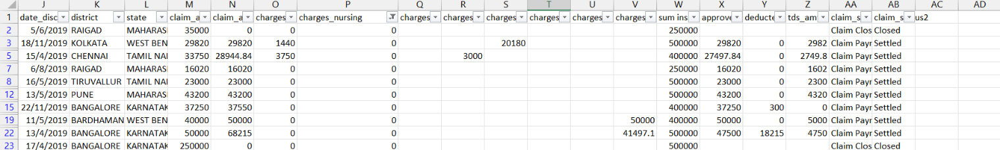 J K L M N O P Q R S T U V W X Y Z AA AB AC AD
1 date_disc district state claim_a claim_a charges charges_nursing charges charges charges charges charges charges sum ins approve deducte tds_am claim_s claim_s us2
2 5/6/2019 RAIGAD MAHARAS 35000 0 0 0 250000 Claim Clos Closed
3 18/11/2019 KOLKATA WEST BEN 29820 29820 1440 0 20180 500000 29820 0 2982 Claim Payr Settled
5 15/4/2019 CHENNAI TAMIL NAI 33750 28944.84 3750 0 3000 400000 27497.84 0 2749.8 Claim Payr Settled
7 6/8/2019 RAIGAD MAHARAS 16020 16020 0 0 250000 16020 0 1602 Claim Payr Settled
8 16/5/2019 TIRUVALLUR TAMIL NAI 23000 23000 0 0 500000 23000 0 2300 Claim Payr Settled
12 13/5/2019 PUNE MAHARAS 43200 43200 0 0 500000 43200 0 4320 Claim Payr Settled
15 22/11/2019 BANGALORE KARNATAK 37250 37550 0 0 400000 37250 300 0 Claim Payr Settled
19 11/5/2019 BARDHAMAN WEST BEN 40000 50000 0 0 50000 400000 50000 0 5000 Claim Payr Settled
22 13/4/2019 BANGALORE KARNATAK 50000 68215 0 0 41497.1 500000 47500 18215 4750 Claim Payr Settled
23 17/4/2019 BANGALORE KARNATAK 250000 0 0 0 500000 Claim Clos Closed